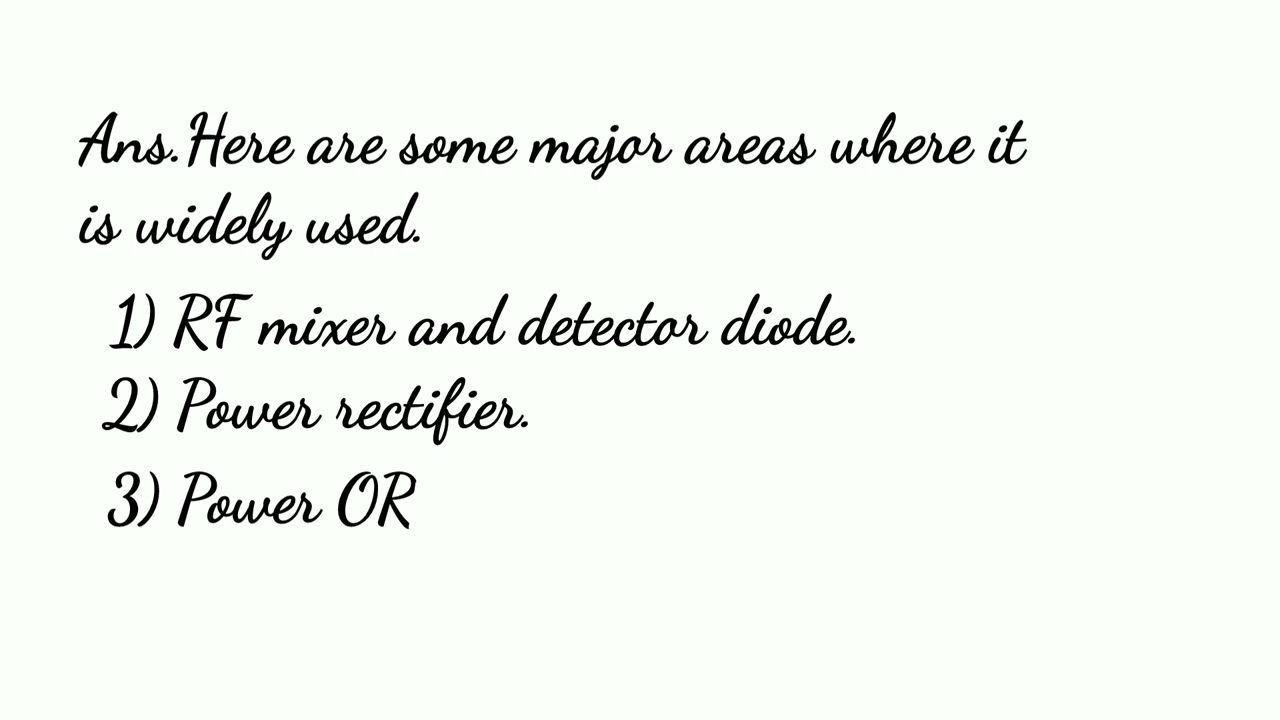 Ans.Here are some major areas where it
is widely used.
1) RF mixer and detector diode.
2) Power rectifier.
3) Power OR